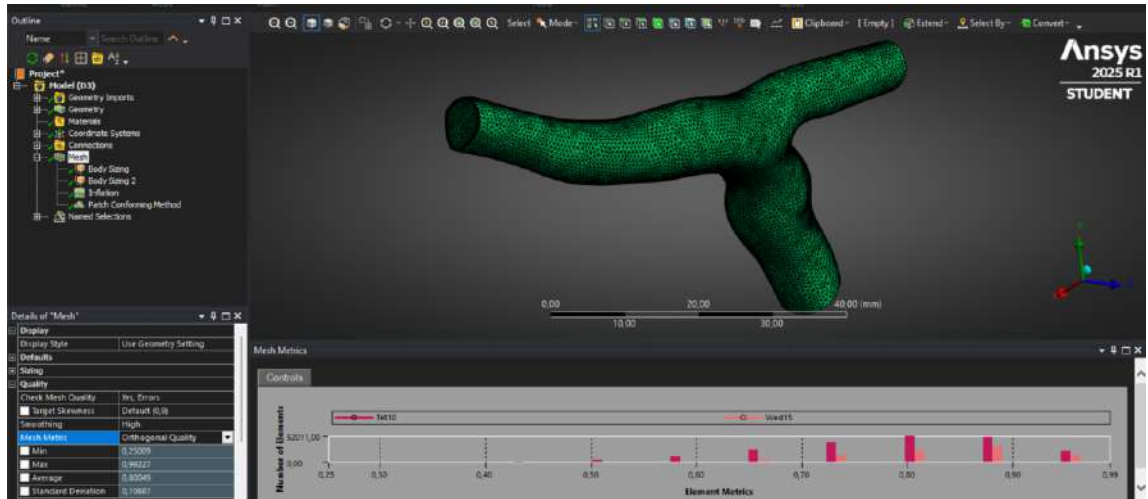 Outline
Name
Search Outline
Select
Mode
Clipboard
[ Empty ]
Extend
Select By
Convert
Project*
Model (D3)
Geometry Imports
Geometry
Materials
Coordinate Systems
Connections
Mesh
Body Sizing
Body Sizing 2
Inflation
Patch Conforming Method
Named Selections
Ansys
2025 R1
STUDENT
0,00
20,00
40,00 (mm)
10,00
30,00
Details of "Mesh"
Display
Display Style
Use Geometry Setting
Defaults
Sizing
Quality
Check Mesh Quality
Yes, Errors
Target Skewness
Default (0,9)
Smoothing
High
Mesh Metric
Orthogonal Quality
Min
0,25009
Max
0,99227
Average
0,80049
Standard Deviation
Mesh Metrics
Controls
Tet10
Wed15
Number of Elements
0,00
0,25
0,30
0,40
0,50
0,60
0,70
0,80
0,90
0,99
Element Metrics